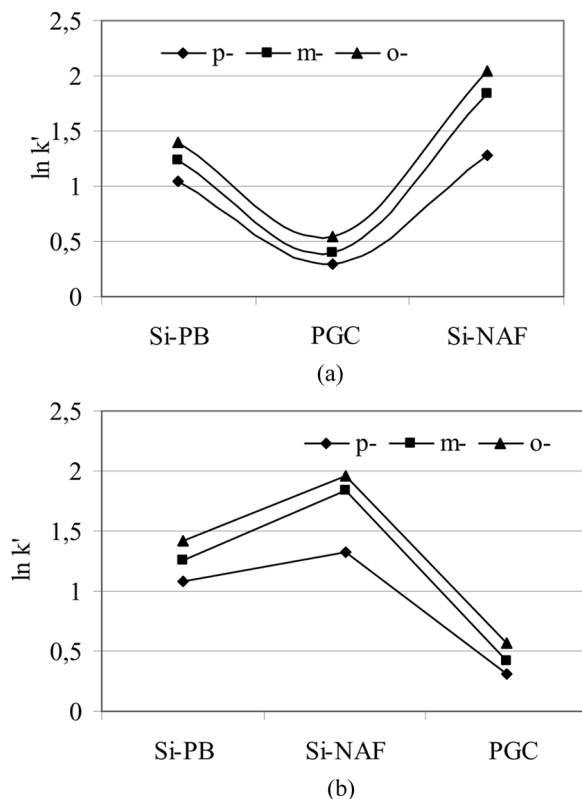 p- m- o-
2,5
2
1,5
1
0,5
0
ln k'
Si-PB PGC Si-NAF
(a)
2,5
p- m- o-
2
1,5
1
0,5
0
ln k'
Si-PB Si-NAF PGC
(b)